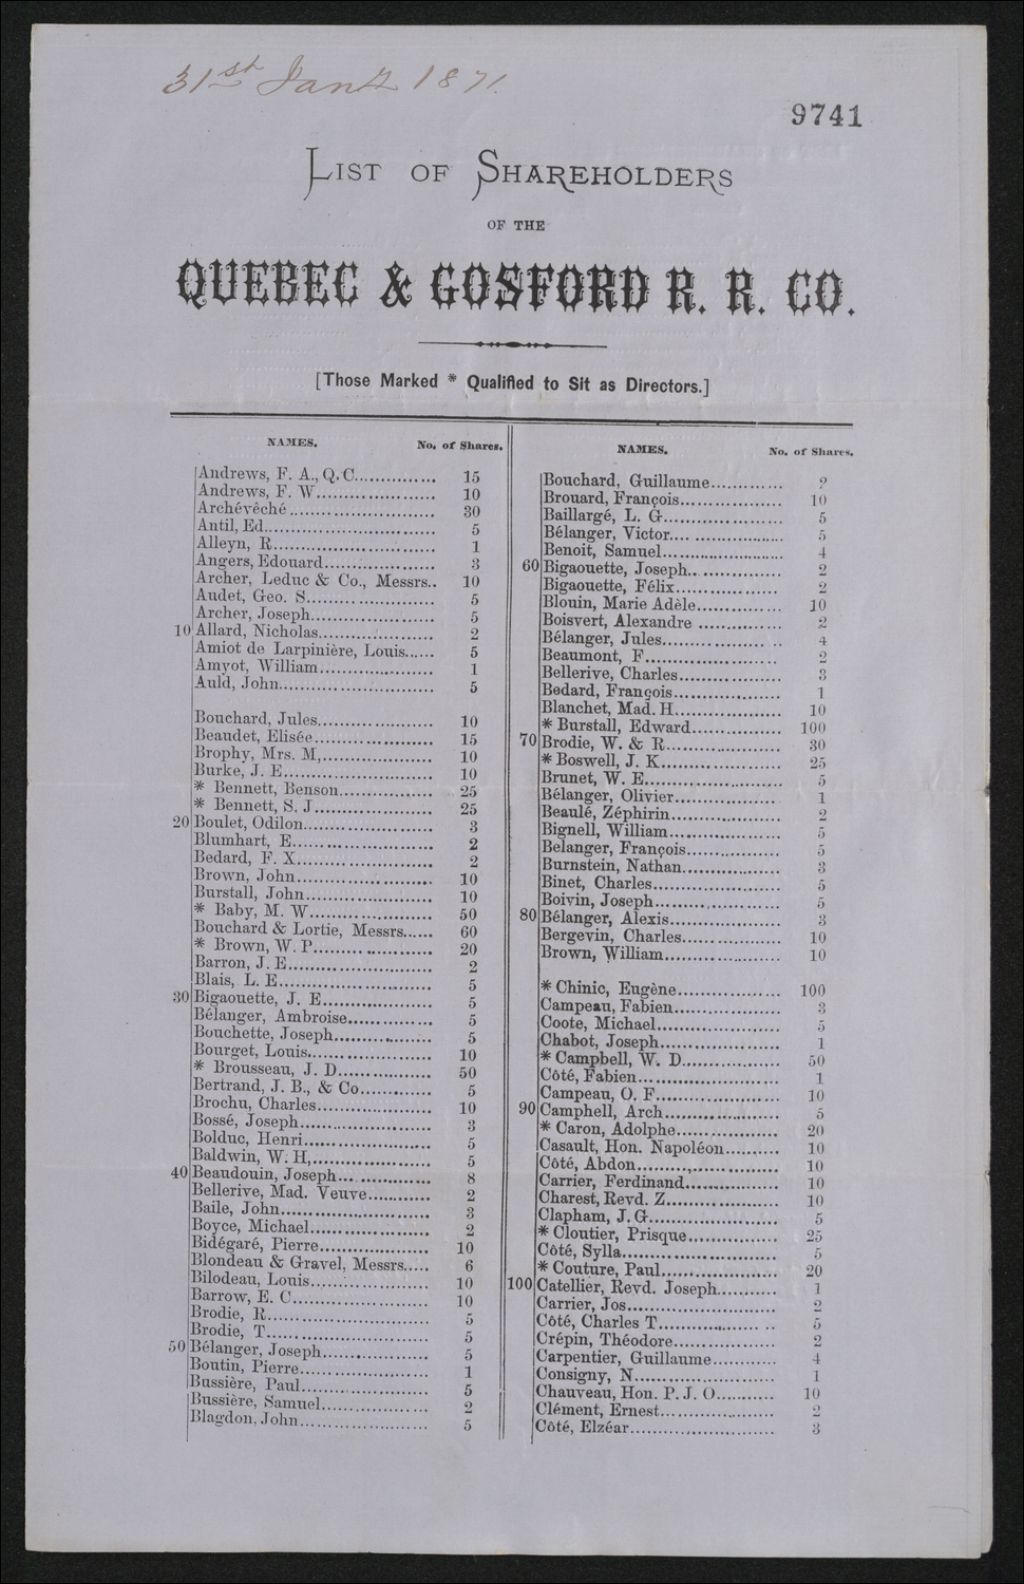 31st Jany 1871.
9741
LIST OF SHAREHOLDERS
OF THE
QUEBEC & GOSFORD R. R. CO.
[Those Marked * Qualified to Sit as Directors.]
NAMES. No. of Shares.
Andrews, F. A., Q. C............... 15
Andrews, F. W..................... 10
Archévêché.......................... 30
Antil, Ed............................... 5
Alleyn, R............................. 1
Angers, Edouard.................... 3
Archer, Leduc & Co., Messrs.. 10
Audet, Geo. S....................... 5
Archer, Joseph...................... 5
10 Allard, Nicholas..................... 2
Amiot de Larpinière, Louis...... 5
Amyot, William.................... 1
Auld, John............................ 5
Bouchard, Jules..................... 10
Beaudet, Elisée..................... 15
Brophy, Mrs. M,.................... 10
Burke, J. E........................... 10
* Bennett, Benson................. 25
* Bennett, S. J...................... 25
20 Boulet, Odilon....................... 3
Blumhart, E......................... 2
Bedard, F. X......................... 2
Brown, John......................... 10
Burstall, John....................... 10
* Baby, M. W...................... 50
Bouchard & Lortie, Messrs...... 60
* Brown, W. P..................... 20
Barron, J. E.......................... 2
Blais, L. E............................ 5
30 Bigaouette, J. E.................... 5
Bélanger, Ambroise............... 5
Bouchette, Joseph.................. 5
Bourget, Louis...................... 10
* Brousseau, J. D................. 50
Bertrand, J. B., & Co............. 5
Brochu, Charles..................... 10
Bossé, Joseph........................ 3
Bolduc, Henri....................... 5
Baldwin, W. H,..................... 5
40 Beaudouin, Joseph................. 8
Bellerive, Mad. Veuve............ 2
Baile, John........................... 3
Boyce, Michael...................... 2
Bidégaré, Pierre.................... 10
Blondeau & Gravel, Messrs..... 6
Bilodeau, Louis..................... 10
Barrow, E. C......................... 10
Brodie, R............................. 5
Brodie, T............................. 5
50 Bélanger, Joseph................... 5
Boutin, Pierre....................... 1
Bussière, Paul....................... 5
Bussière, Samuel................... 2
Blagdon, John....................... 5
NAMES. No. of Shares.
Bouchard, Guillaume............. 2
Brouard, François.................. 10
Baillargé, L. G...................... 5
Bélanger, Victor.................... 5
Benoit, Samuel...................... 4
60 Bigaouette, Joseph................. 2
Bigaouette, Félix................... 2
Blouin, Marie Adèle............... 10
Boisvert, Alexandre ............... 2
Bélanger, Jules..................... 4
Beaumont, F........................ 2
Bellerive, Charles.................. 3
Bedard, François................... 1
Blanchet, Mad. H................... 10
* Burstall, Edward................ 100
70 Brodie, W. & R..................... 30
* Boswell, J. K..................... 25
Brunet, W. E........................ 5
Bélanger, Olivier................... 1
Beaulé, Zéphirin.................... 2
Bignell, William.................... 5
Belanger, François................. 5
Burnstein, Nathan.................. 3
Binet, Charles....................... 5
Boivin, Joseph...................... 5
80 Bélanger, Alexis.................... 3
Bergevin, Charles.................. 10
Brown, William..................... 10
* Chinic, Eugène................... 100
Campeau, Fabien................... 3
Coote, Michael...................... 5
Chabot, Joseph...................... 1
* Campbell, W. D.................. 50
Côté, Fabien......................... 1
Campeau, O. F...................... 10
90 Camphell, Arch..................... 5
* Caron, Adolphe.................. 20
Casault, Hon. Napoléon.......... 10
Côté, Abdon......................... 10
Carrier, Ferdinand................. 10
Charest, Revd. Z.................... 10
Clapham, J. G....................... 5
* Cloutier, Prisque................ 25
Côté, Sylla........................... 5
* Couture, Paul..................... 20
100 Catellier, Revd. Joseph........... 1
Carrier, Jos.......................... 2
Côté, Charles T..................... 5
Crépin, Théodore.................. 2
Carpentier, Guillaume............ 4
Consigny, N......................... 1
Chauveau, Hon. P. J. O........... 10
Clément, Ernest.................... 2
Côté, Elzéar......................... 3